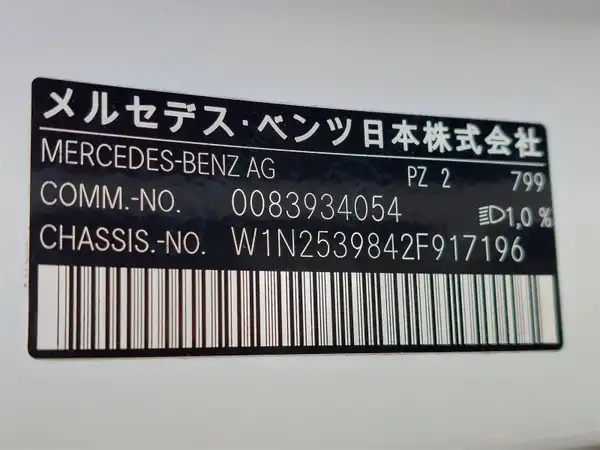 メルセデス・ベンツ日本株式会社
MERCEDES-BENZ AG PZ 2 799
COMM.-NO. 0083934054 1,0 %
CHASSIS.-NO. W1N2539842F917196